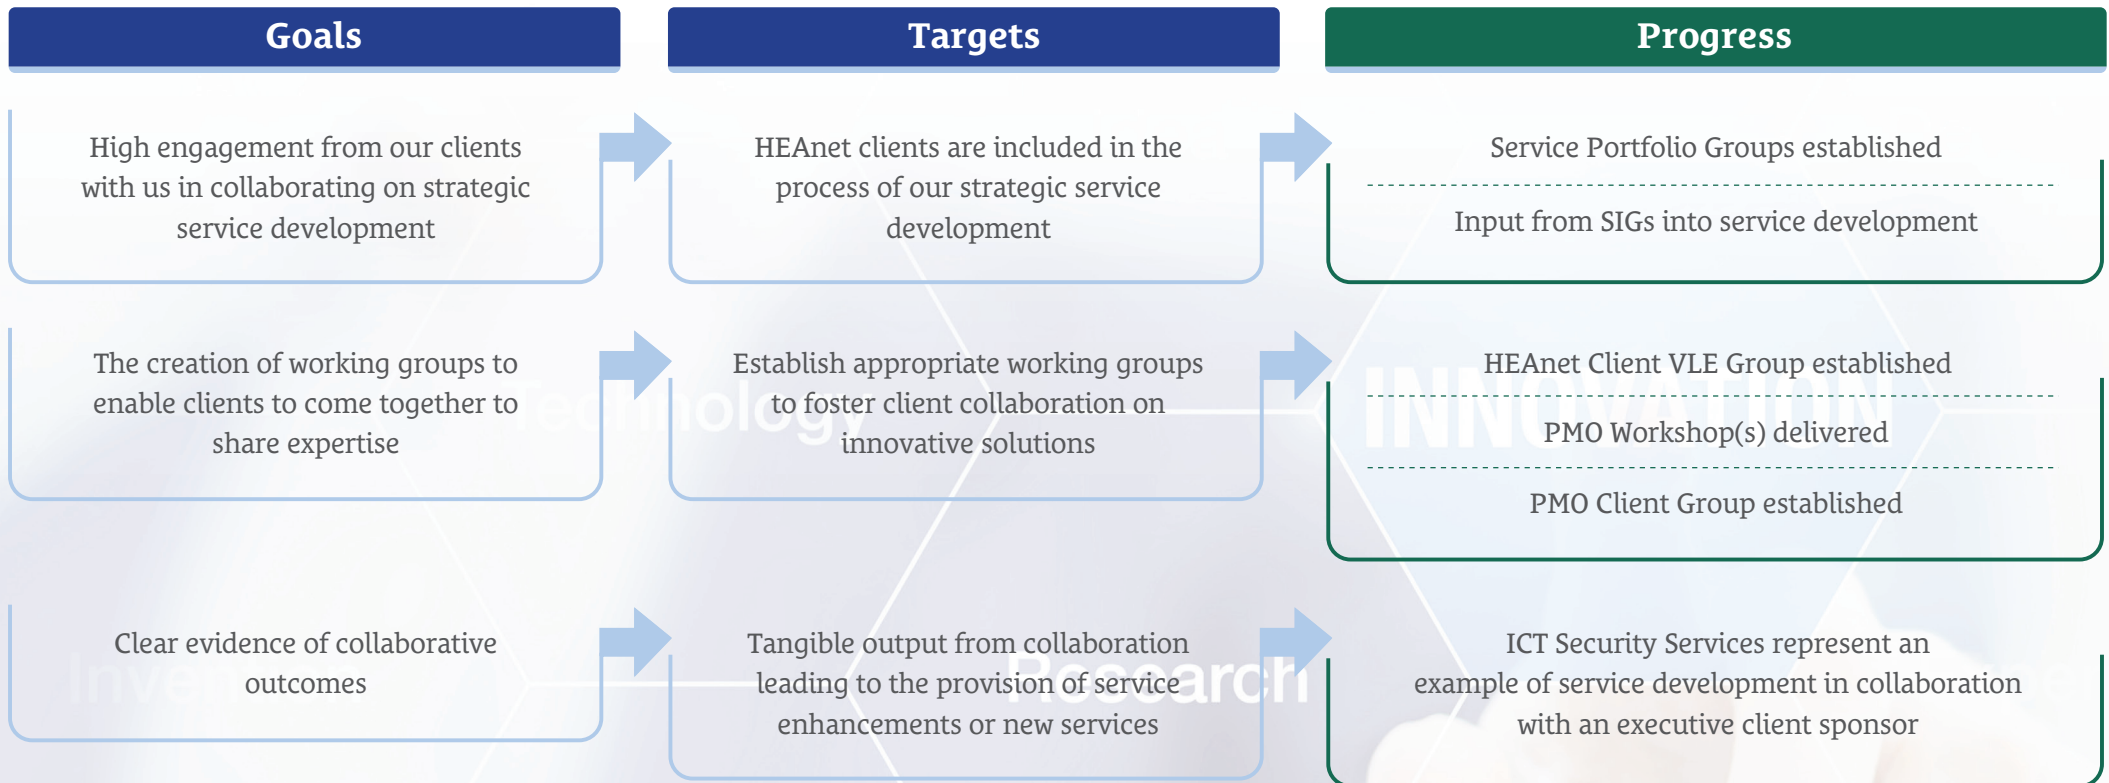 Goals
Targets
Progress
High engagement from our clients
with us in collaborating on strategic
service development
HEAnet clients are included in the
process of our strategic service
development
Service Portfolio Groups established
Input from SIGs into service development
The creation of working groups to
enable clients to come together to
share expertise
Establish appropriate working groups
to foster client collaboration on
innovative solutions
HEAnet Client VLE Group established
PMO Workshop(s) delivered
PMO Client Group established
Clear evidence of collaborative
outcomes
Tangible output from collaboration
leading to the provision of service
enhancements or new services
ICT Security Services represent an
example of service development in collaboration
with an executive client sponsor
Technology
INNOVATION
Invention
Research